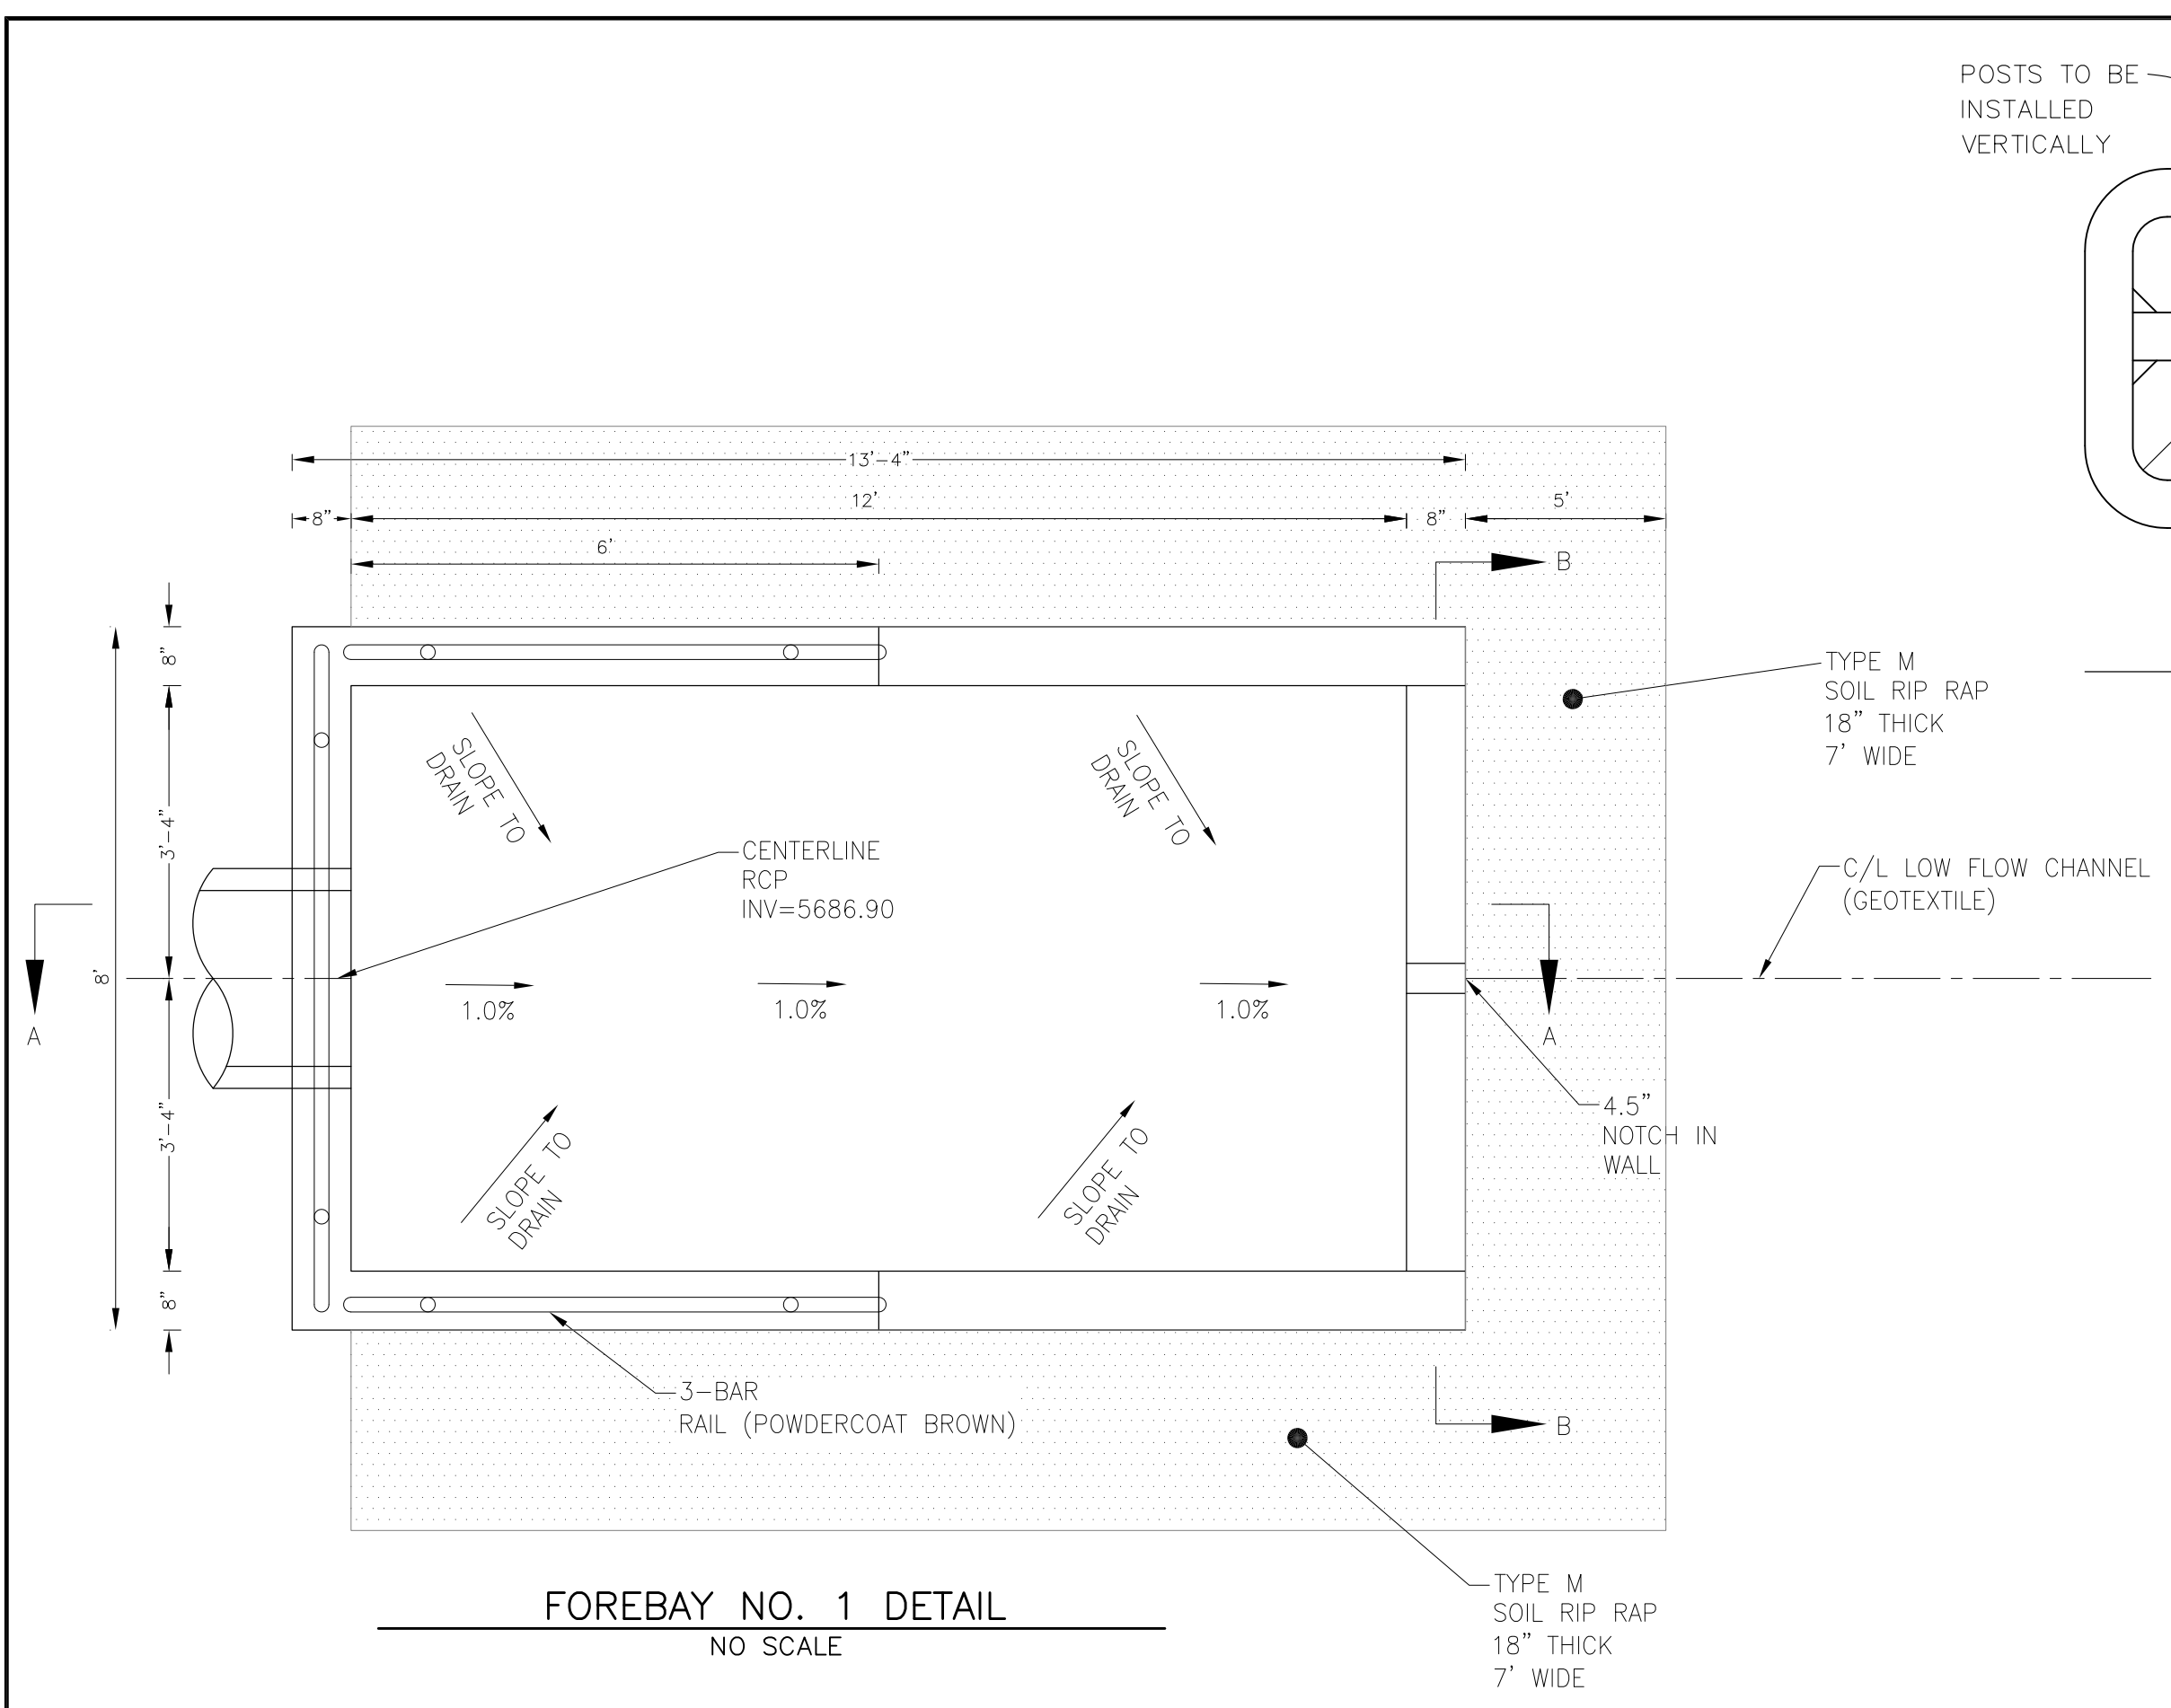 POSTS TO BE
INSTALLED
VERTICALLY
13'-4"
12'
8"
8"
5'
6'
B
8"
TYPE M
SOIL RIP RAP
18" THICK
7' WIDE
SLOPE TO
DRAIN
SLOPE TO
DRAIN
3'-4"
CENTERLINE
RCP
INV=5686.90
C/L LOW FLOW CHANNEL
(GEOTEXTILE)
8'
1.0%
1.0%
1.0%
A
A
3'-4"
4.5"
NOTCH IN
WALL
SLOPE TO
DRAIN
SLOPE TO
DRAIN
8"
3-BAR
RAIL (POWDERCOAT BROWN)
B
FOREBAY NO. 1 DETAIL
NO SCALE
TYPE M
SOIL RIP RAP
18" THICK
7' WIDE